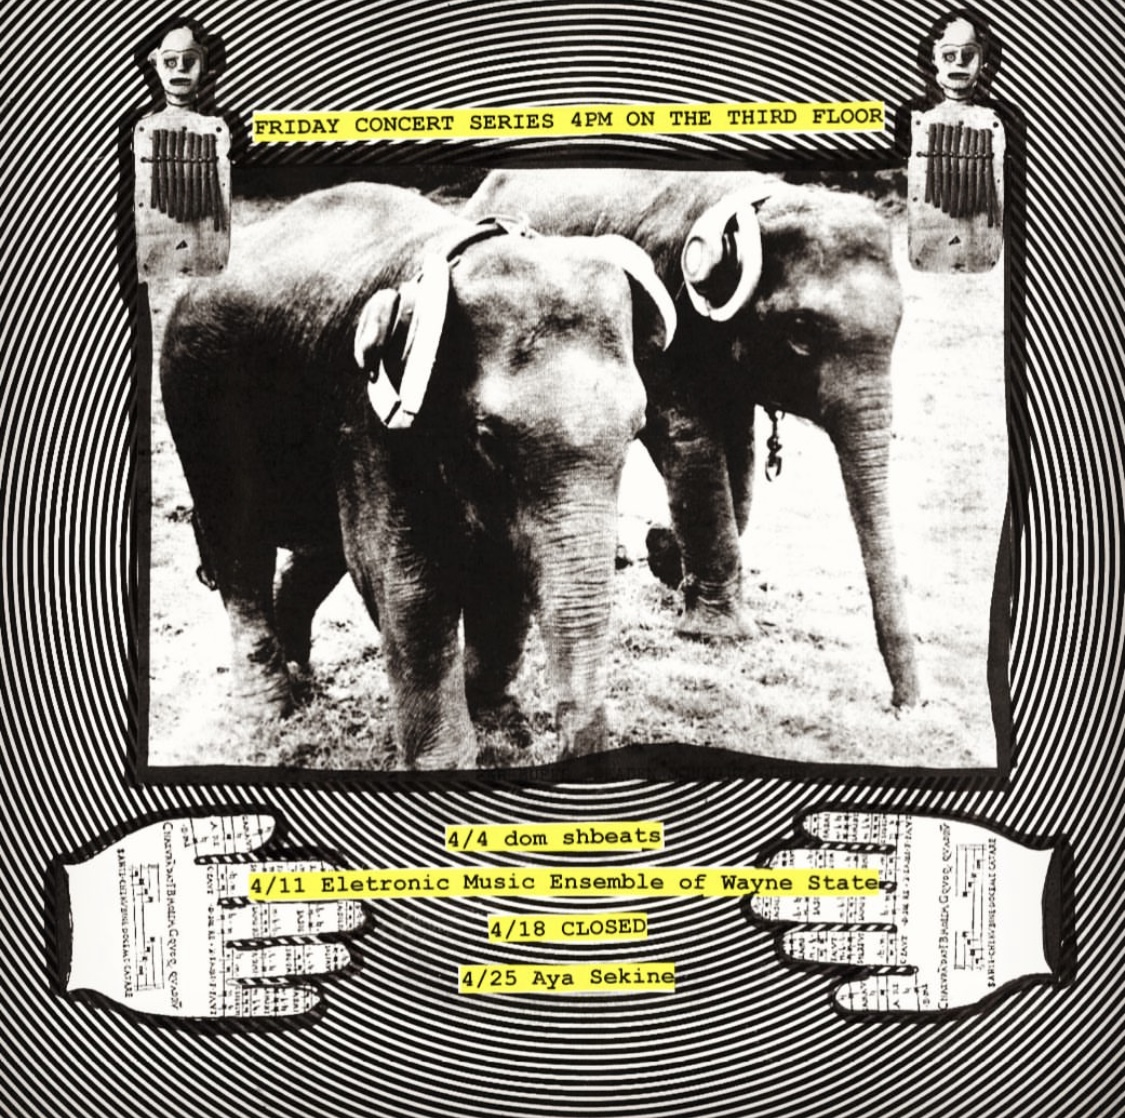 FRIDAY CONCERT SERIES 4PM ON THE THIRD FLOOR
4/4 dom shbeats
4/11 Eletronic Music Ensemble of Wayne State
4/18 CLOSED
4/25 Aya Sekine